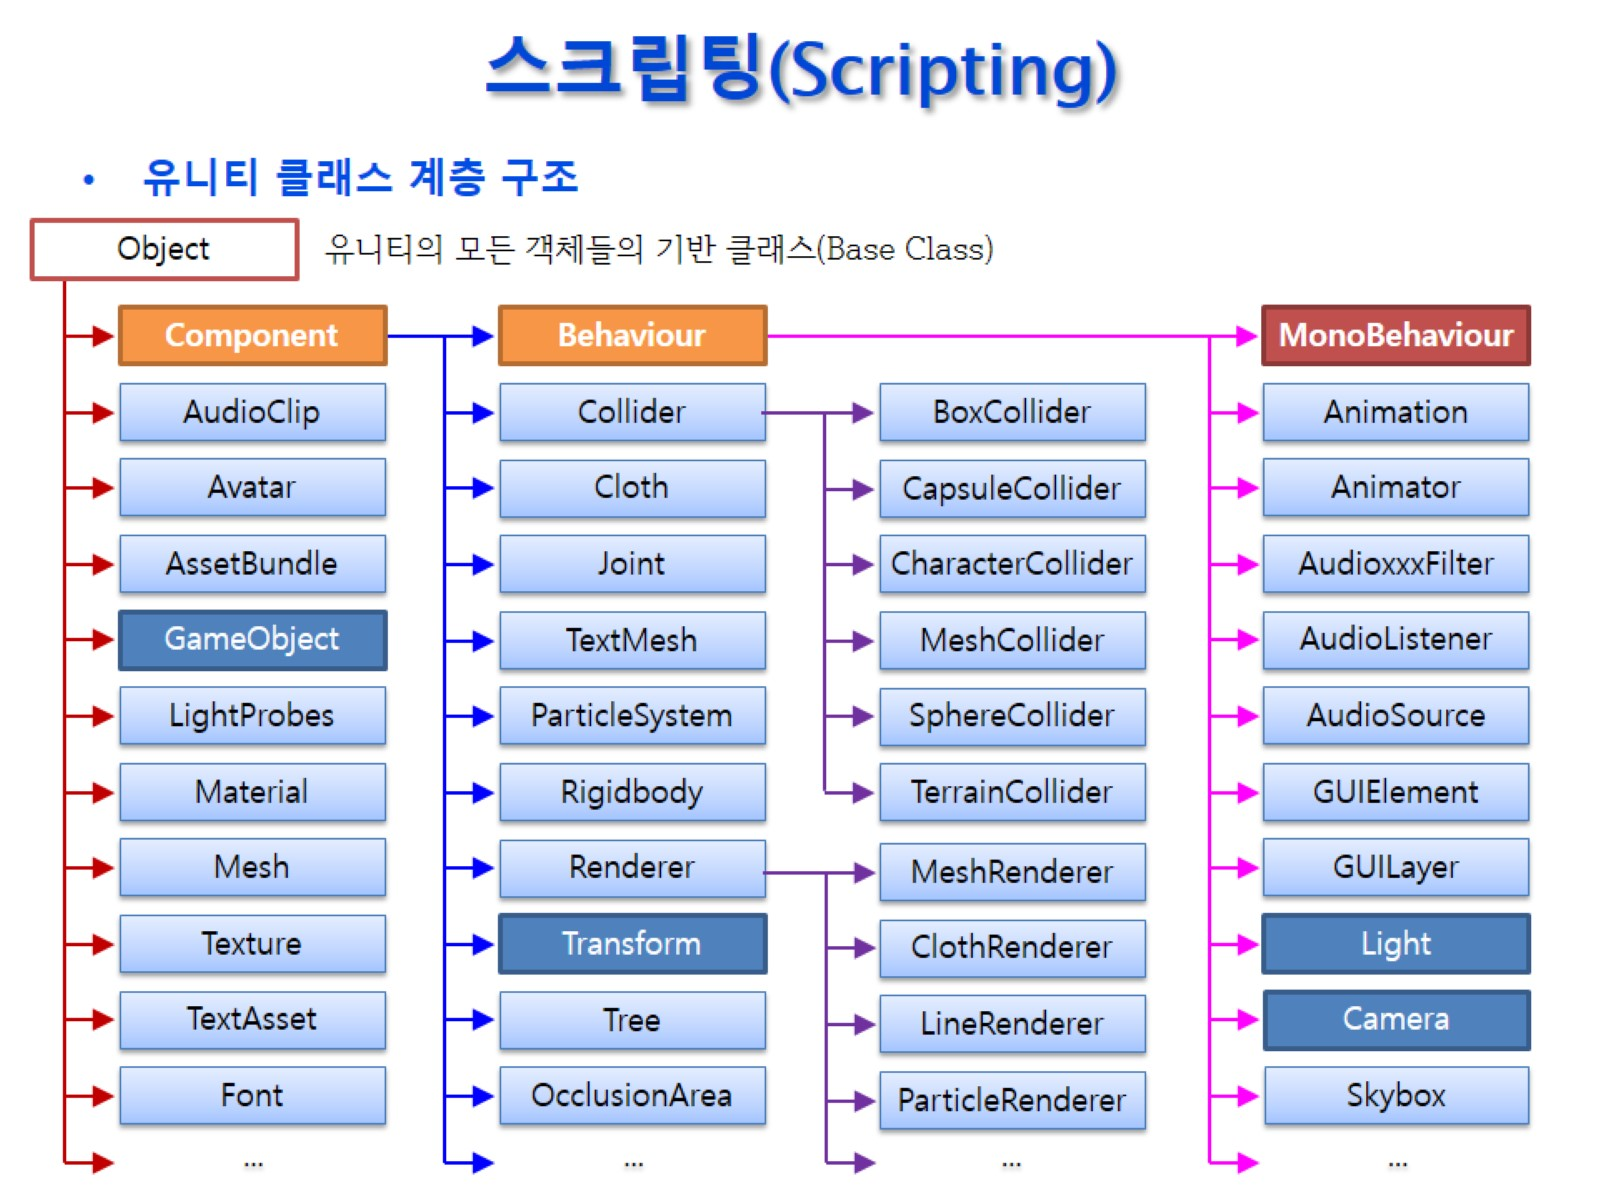 스크립팅(Scripting)
• 유니티 클래스 계층 구조
Object 유니티의 모든 객체들의 기반 클래스(Base Class)
Component Behaviour MonoBehaviour
AudioClip Collider BoxCollider Animation
Avatar Cloth CapsuleCollider Animator
AssetBundle Joint CharacterCollider AudioxxxFilter
GameObject TextMesh MeshCollider AudioListener
LightProbes ParticleSystem SphereCollider AudioSource
Material Rigidbody TerrainCollider GUIElement
Mesh Renderer MeshRenderer GUILayer
Texture Transform ClothRenderer Light
TextAsset Tree LineRenderer Camera
Font OcclusionArea ParticleRenderer Skybox
... ... ... ...